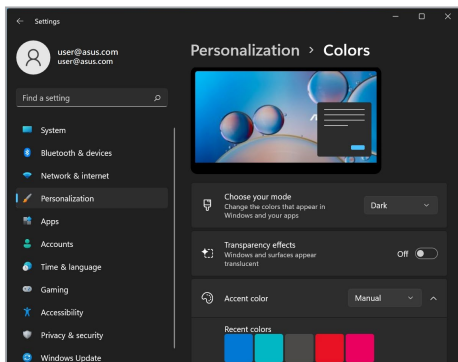 Settings
user@asus.com
user@asus.com
Find a setting
System
Bluetooth & devices
Network & internet
Personalization
Apps
Accounts
Time & language
Gaming
Accessibility
Privacy & security
Windows Update
Personalization > Colors
Choose your mode
Change the colors that appear in
Windows and your apps
Dark
Transparency effects
Windows and surfaces appear
translucent
Off
Accent color
Manual
Recent colors